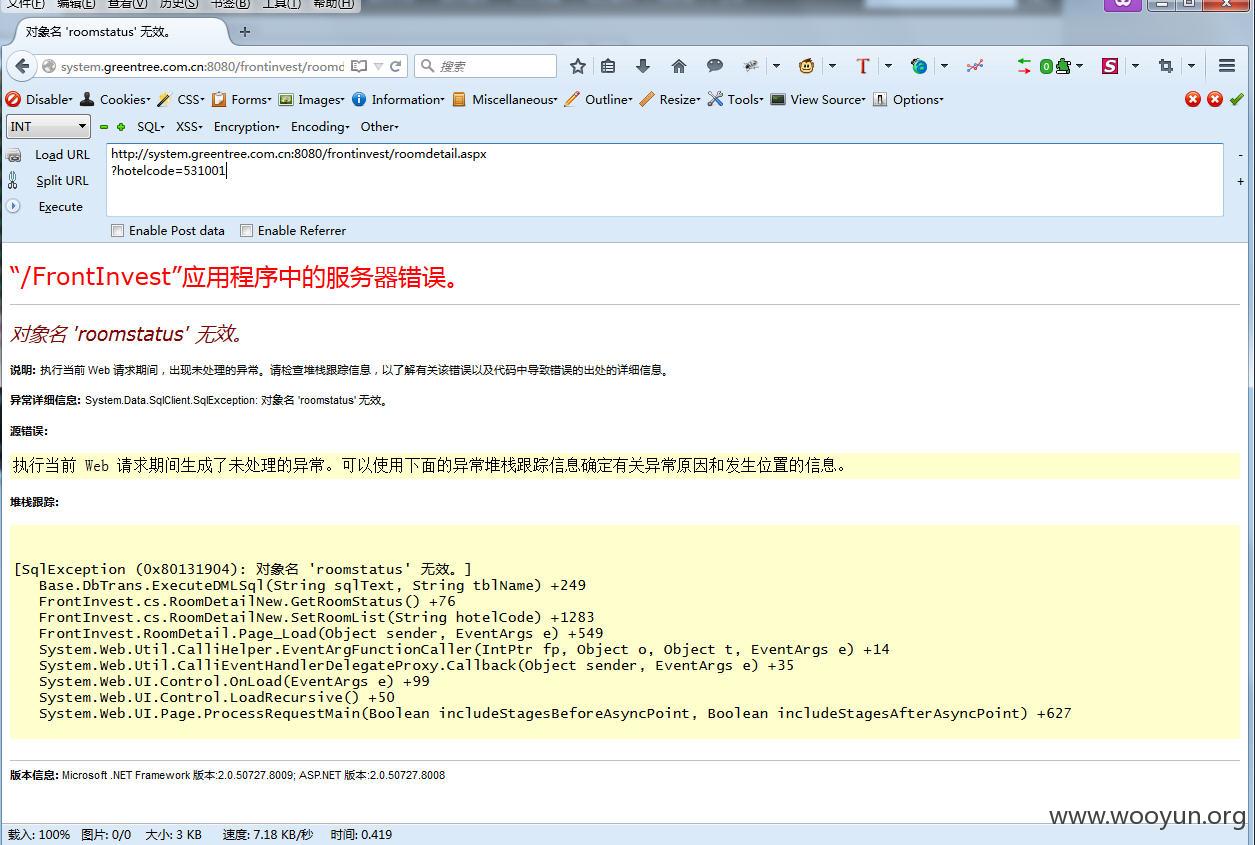 文件(F) 编辑(E) 查看(V) 历史(S) 书签(B) 工具(T) 帮助(H)
对象名 'roomstatus' 无效。
system.greentree.com.cn:8080/frontinvest/roomd 搜索
Disable Cookies CSS Forms Images Information Miscellaneous Outline Resize Tools View Source Options
INT SQL XSS Encryption Encoding Other
Load URL http://system.greentree.com.cn:8080/frontinvest/roomdetail.aspx
Split URL ?hotelcode=531001
Execute
Enable Post data Enable Referrer
“/FrontInvest”应用程序中的服务器错误。
对象名 'roomstatus' 无效。
说明: 执行当前 Web 请求期间，出现未处理的异常。请检查堆栈跟踪信息，以了解有关该错误以及代码中导致错误的出处的详细信息。
异常详细信息: System.Data.SqlClient.SqlException: 对象名 'roomstatus' 无效。
源错误:
执行当前 Web 请求期间生成了未处理的异常。可以使用下面的异常堆栈跟踪信息确定有关异常原因和发生位置的信息。
堆栈跟踪:
[SqlException (0x80131904): 对象名 'roomstatus' 无效。]
Base.DbTrans.ExecuteDMLSql(String sqlText, String tblName) +249
FrontInvest.cs.RoomDetailNew.GetRoomStatus() +76
FrontInvest.cs.RoomDetailNew.SetRoomList(String hotelCode) +1283
FrontInvest.RoomDetail.Page_Load(Object sender, EventArgs e) +549
System.Web.Util.CalliHelper.EventArgFunctionCaller(IntPtr fp, Object o, Object t, EventArgs e) +14
System.Web.Util.CalliEventHandlerDelegateProxy.Callback(Object sender, EventArgs e) +35
System.Web.UI.Control.OnLoad(EventArgs e) +99
System.Web.UI.Control.LoadRecursive() +50
System.Web.UI.Page.ProcessRequestMain(Boolean includeStagesBeforeAsyncPoint, Boolean includeStagesAfterAsyncPoint) +627
版本信息: Microsoft .NET Framework 版本:2.0.50727.8009; ASP.NET 版本:2.0.50727.8008
www.wooyun.org
载入: 100% 图片: 0/0 大小: 3 KB 速度: 7.18 KB/秒 时间: 0.419